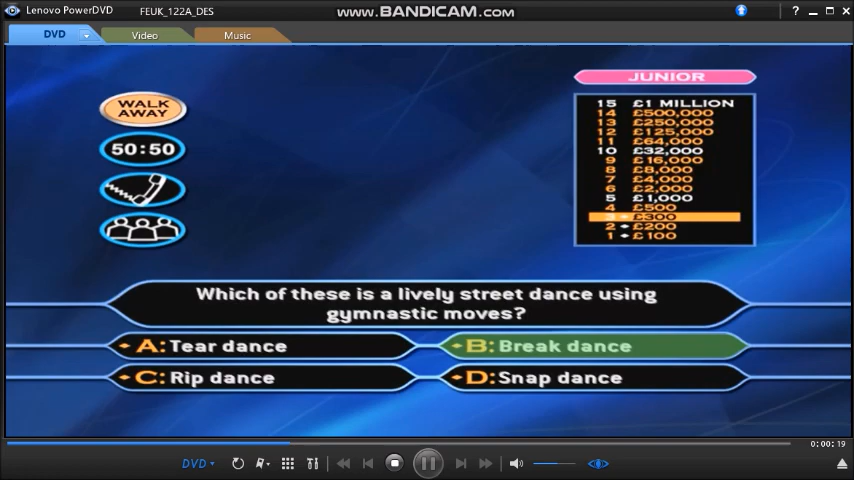 Lenovo PowerDVD
FEUK_122A_DES
www.BANDICAM.com
?
DVD
Video
Music
WALK
AWAY
50:50
JUNIOR
15 £1 MILLION
14 £500,000
13 £250,000
12 £125,000
11 £64,000
10 £32,000
9 £16,000
8 £8,000
7 £4,000
6 £2,000
5 £1,000
4 £500
3 £300
2 £200
1 £100
Which of these is a lively street dance using
gymnastic moves?
A: Tear dance
B: Break dance
C: Rip dance
D: Snap dance
0:00:19
DVD